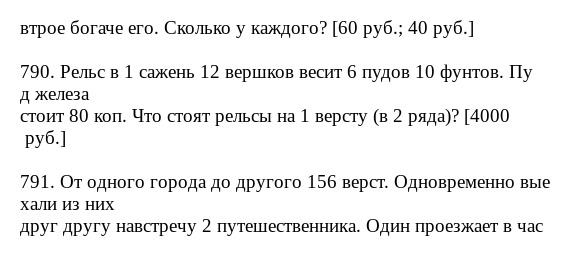 втрое богаче его. Сколько у каждого? [60 руб.; 40 руб.]
790. Рельс в 1 сажень 12 вершков весит 6 пудов 10 фунтов. Пу
д железа
стоит 80 коп. Что стоят рельсы на 1 версту (в 2 ряда)? [4000
руб.]
791. От одного города до другого 156 верст. Одновременно вые
хали из них
друг другу навстречу 2 путешественника. Один проезжает в час